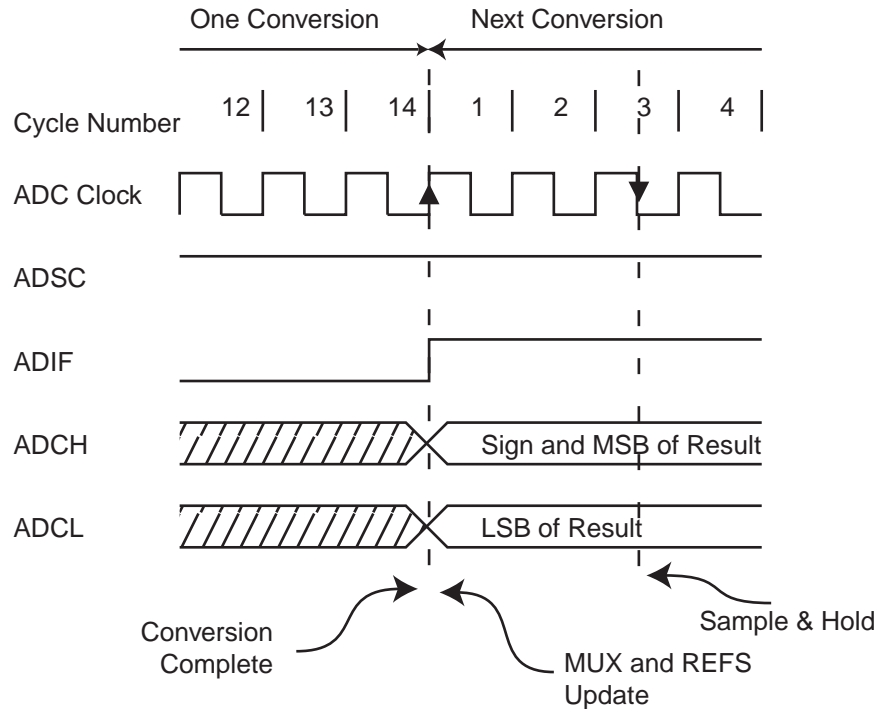 One Conversion Next Conversion
Cycle Number 12 13 14 1 2 3 4
ADC Clock
ADSC
ADIF
ADCH Sign and MSB of Result
ADCL LSB of Result
Sample & Hold
Conversion
Complete
MUX and REFS
Update